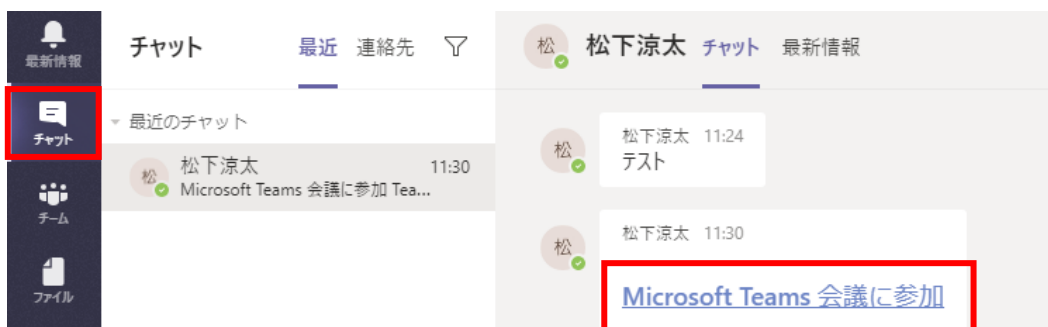 最新情報
チャット
チーム
ファイル
チャット 最近 連絡先
最近のチャット
松 松下涼太 11:30
Microsoft Teams 会議に参加 Tea...
松 松下涼太 チャット 最新情報
松 松下涼太 11:24
テスト
松 松下涼太 11:30
Microsoft Teams 会議に参加